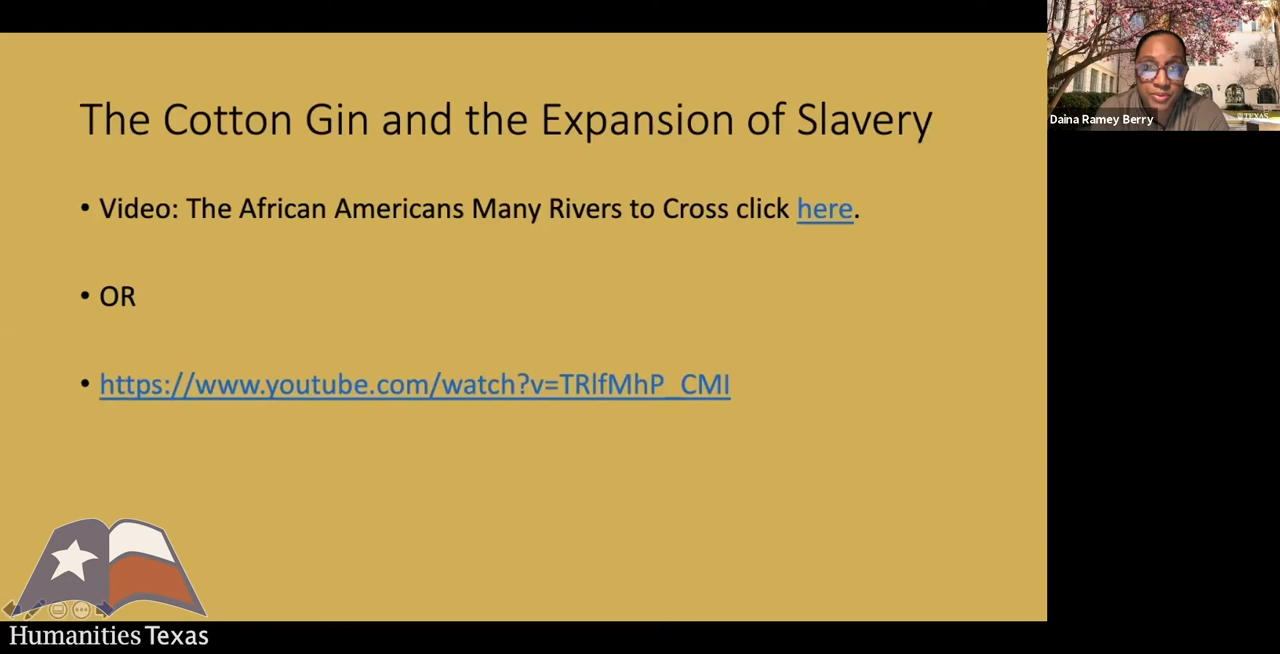 The Cotton Gin and the Expansion of Slavery
• Video: The African Americans Many Rivers to Cross click here.
• OR
• https://www.youtube.com/watch?v=TRlfMhP_CMI
Humanities Texas
Daina Ramey Berry
TEXAS